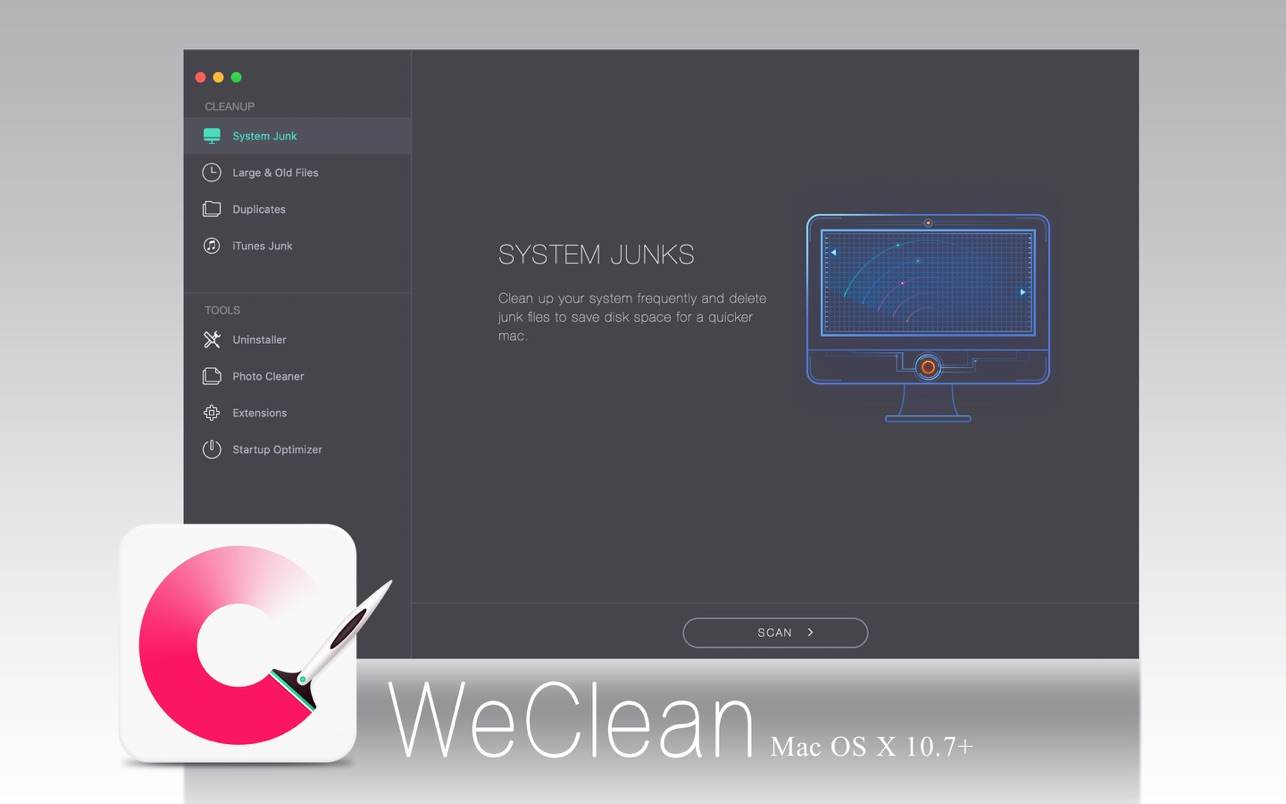 CLEANUP
System Junk
Large & Old Files
Duplicates
iTunes Junk
TOOLS
Uninstaller
Photo Cleaner
Extensions
Startup Optimizer
SYSTEM JUNKS
Clean up your system frequently and delete
junk files to save disk space for a quicker
mac.
SCAN
WeClean Mac OS X 10.7+